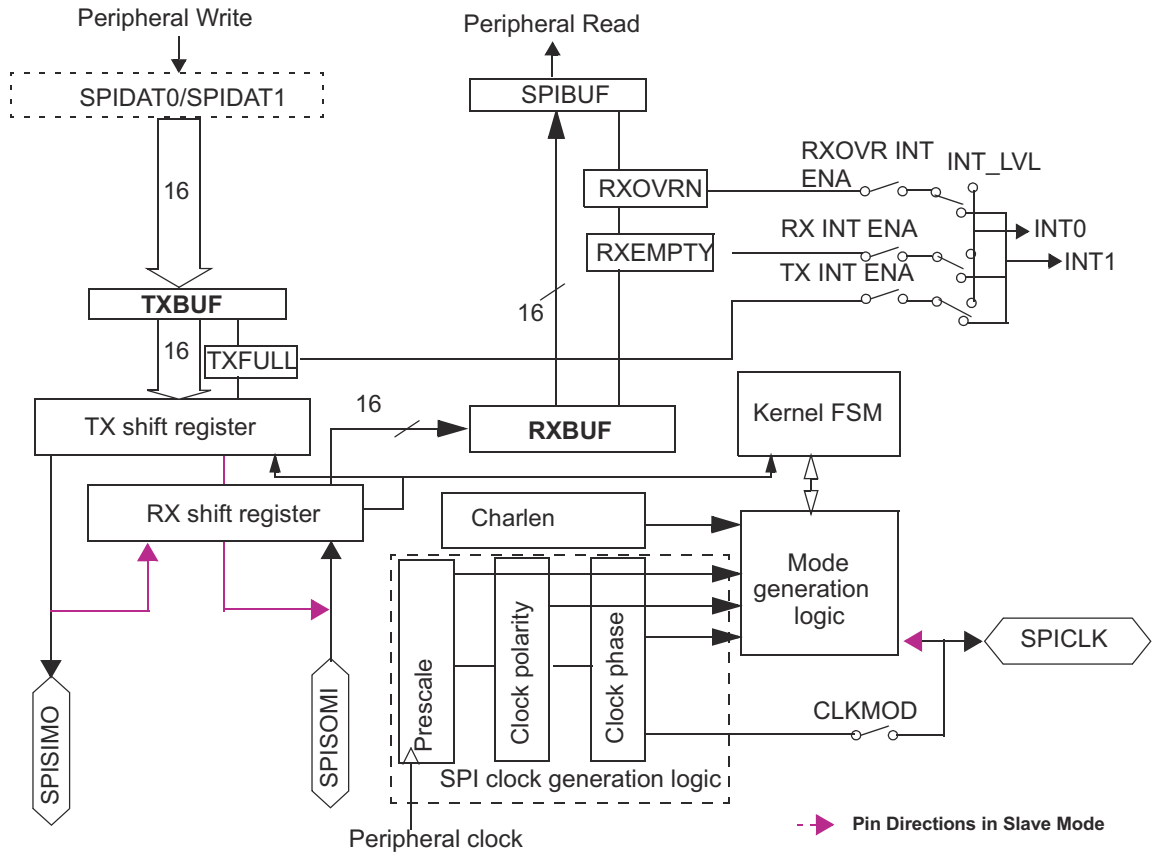 Peripheral Write
Peripheral Read
SPIDAT0/SPIDAT1
SPIBUF
16
RXOVRN
RXOVR INT
ENA
INT_LVL
RXEMPTY
RX INT ENA
INT0
TX INT ENA
INT1
TXBUF
16
16
TXFULL
TX shift register
16
RXBUF
Kernel FSM
RX shift register
Charlen
Mode
generation
logic
Prescale
Clock polarity
Clock phase
SPICLK
CLKMOD
SPISIMO
SPISOMI
SPI clock generation logic
Peripheral clock
Pin Directions in Slave Mode